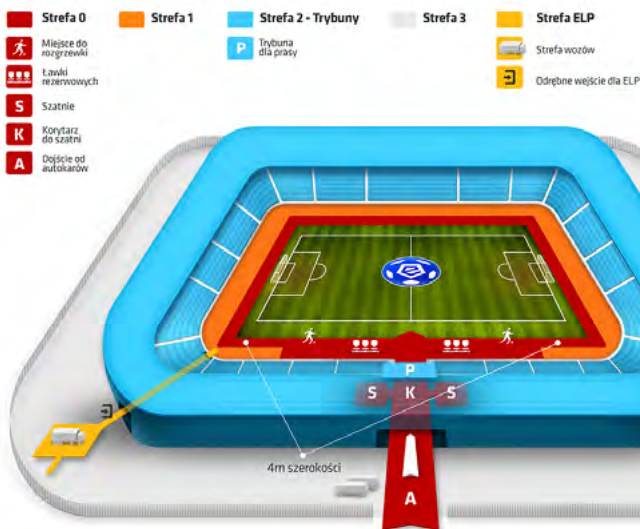 Strefa 0
Strefa 1
Strefa 2 - Trybuny
Strefa 3
Strefa ELP
Miejsce do
rozgrzewki
P
Trybuna
dla prasy
Strefa wozów
Ławki
rezerwowych
Odrębne wejście dla ELP
S
Szatnie
K
Korytarz
do szatni
A
Dojście od
autokarów
P
S
K
S
4m szerokości
A